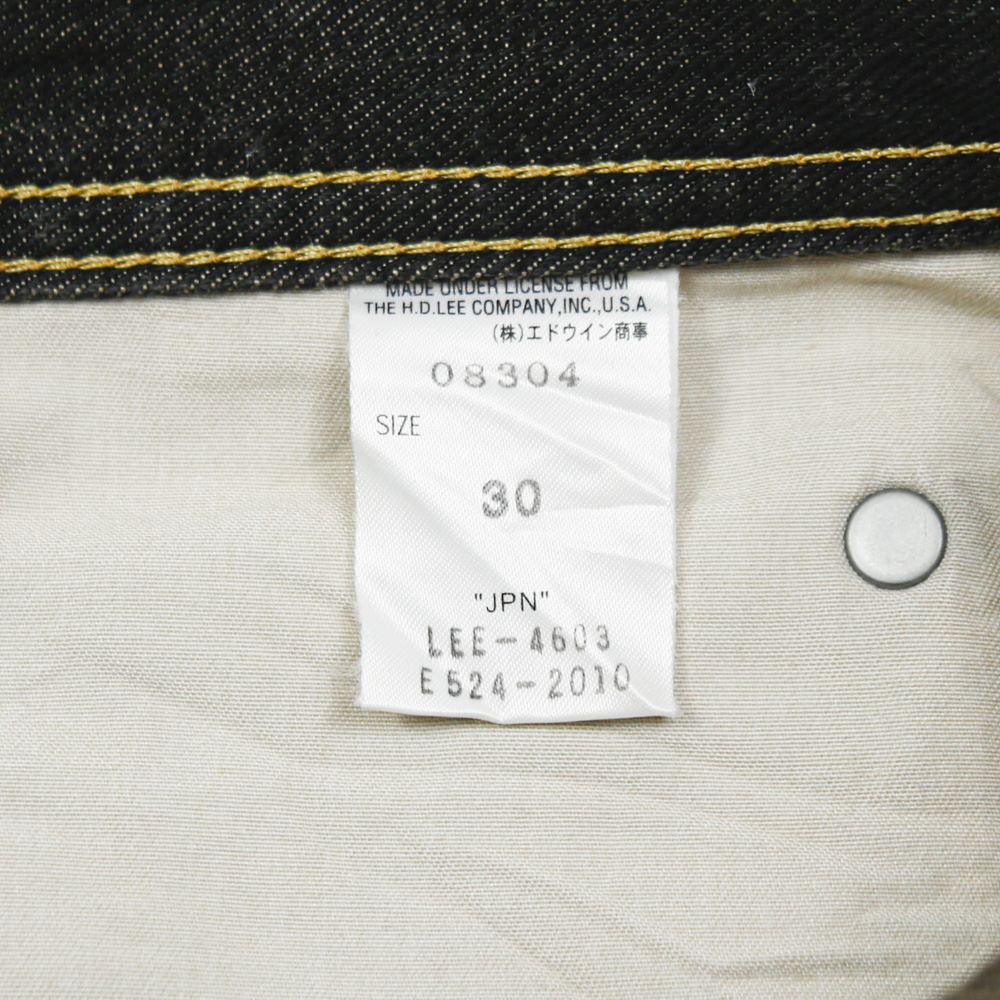 MADE UNDER LICENSE FROM
THE H.D.LEE COMPANY,INC.,U.S.A.
(株)エドウイン商事
08304
SIZE
30
"JPN"
LEE-4603
E524-2010